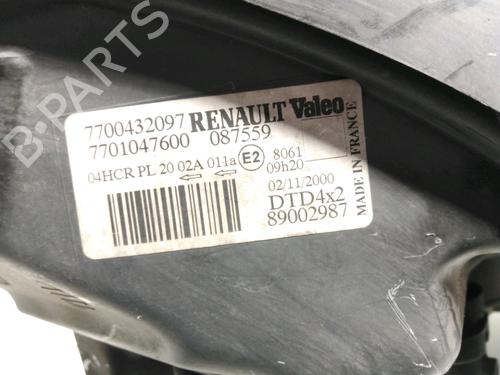 7700432097 RENAULT Valeo
7701047600 087559
04HCR PL 20 02A 011a E2 8061
09h20
02/11/2000
DTD4x2
89002987
MADE IN FRANCE
B-PARTS